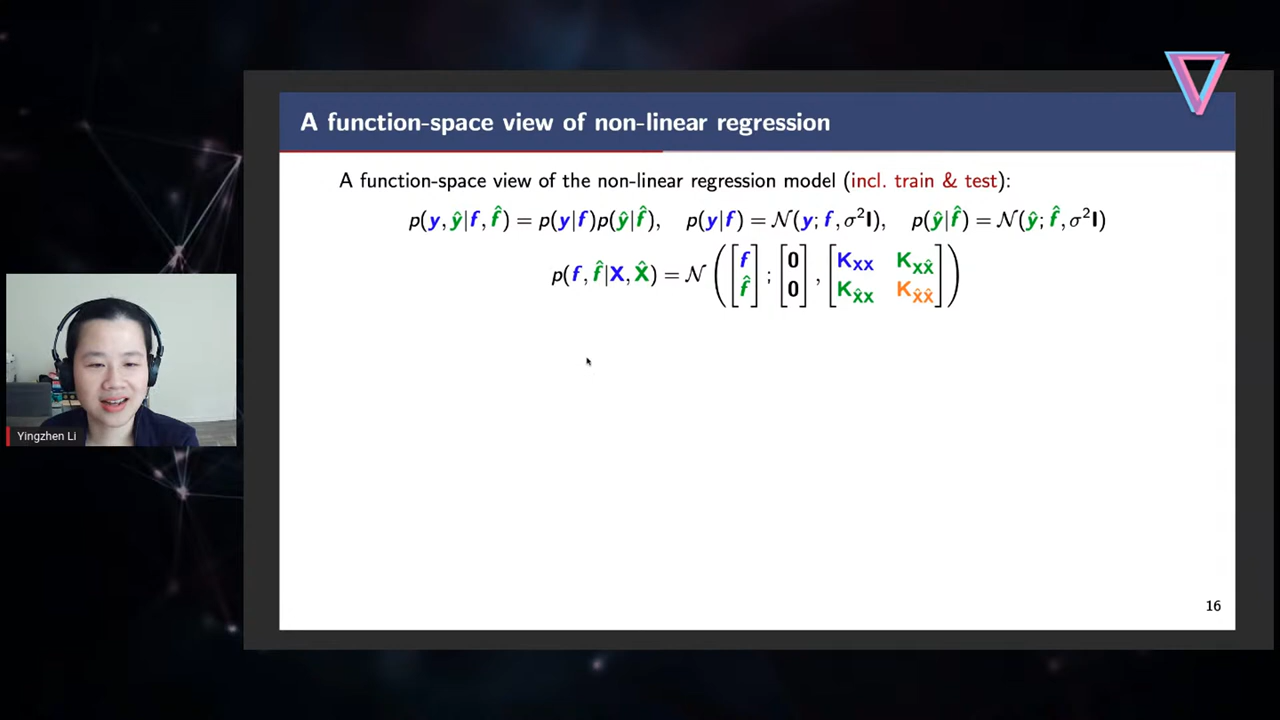 A function-space view of non-linear regression
A function-space view of the non-linear regression model (incl. train & test):
p(y, ŷ|f, f̂) = p(y|f)p(ŷ|f̂), p(y|f) = N(y; f, σ²I), p(ŷ|f̂) = N(ŷ; f̂, σ²I)
p(f, f̂|X, X̂) = N([f f̂]; [0 0], [K_XX K_XX̂ K_X̂X K_X̂X̂])
Yingzhen Li
16